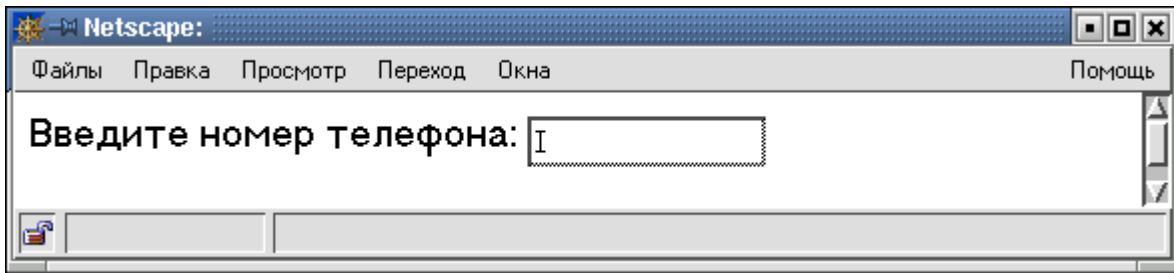 Netscape:
Файлы Правка Просмотр Переход Окна Помощь
Введите номер телефона: